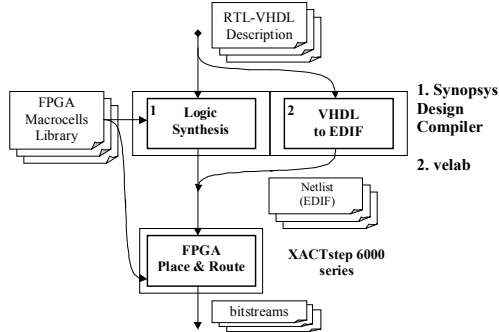 RTL-VHDL
Description
FPGA
Macrocells
Library
1
Logic
Synthesis
2
VHDL
to EDIF
1. Synopsys
Design
Compiler
2. velab
Netlist
(EDIF)
FPGA
Place & Route
XACTstep 6000
series
bitstreams